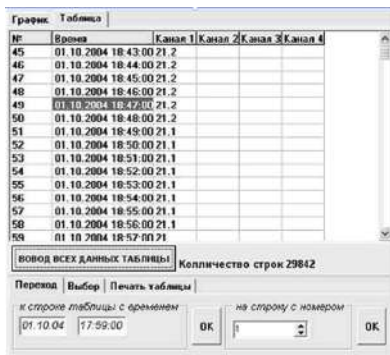 График Таблица
№ Время Канал 1 Канал 2 Канал 3 Канал 4
45 01.10.2004 18:43:00 21.2
46 01.10.2004 18:44:00 21.2
47 01.10.2004 18:45:00 21.2
48 01.10.2004 18:46:00 21.2
49 01.10.2004 18:47:00 21.2
50 01.10.2004 18:48:00 21.2
51 01.10.2004 18:49:00 21.1
52 01.10.2004 18:50:00 21.1
53 01.10.2004 18:51:00 21.1
54 01.10.2004 18:52:00 21.1
55 01.10.2004 18:53:00 21.1
56 01.10.2004 18:54:00 21.1
57 01.10.2004 18:55:00 21.1
58 01.10.2004 18:56:00 21.1
59 01.10.2004 18:57:00 21
ВОВОД ВСЕХ ДАННЫХ ТАБЛИЦЫ Колличество строк 29842
Переход Выбор Печать таблицы
к строке таблицы с временем на строку с номером
01.10.04 17:59:00 OK 1 OK